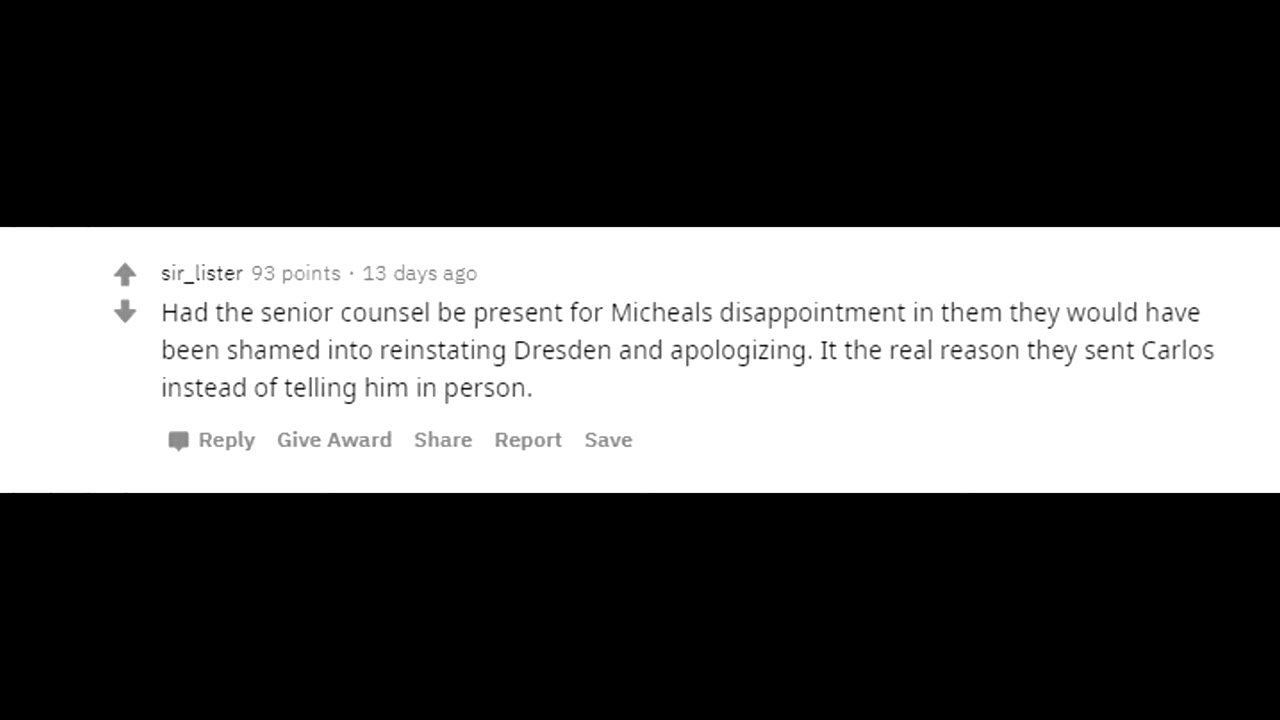 sir_lister 93 points · 13 days ago
Had the senior counsel be present for Micheals disappointment in them they would have
been shamed into reinstating Dresden and apologizing. It the real reason they sent Carlos
instead of telling him in person.
Reply Give Award Share Report Save